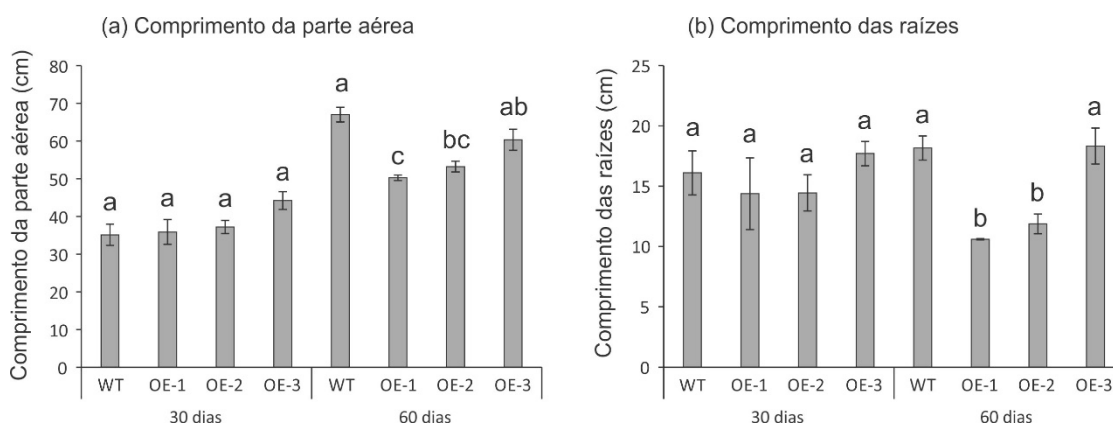 (a) Comprimento da parte aérea
Comprimento da parte aérea (cm)
80
70
60
50
40
30
20
10
0
a
a
a
a
a
c
bc
ab
WT
OE-1
OE-2
OE-3
WT
OE-1
OE-2
OE-3
30 dias
60 dias
(b) Comprimento das raízes
Comprimento das raízes (cm)
25
20
15
10
5
0
a
a
a
a
a
b
b
a
WT
OE-1
OE-2
OE-3
WT
OE-1
OE-2
OE-3
30 dias
60 dias